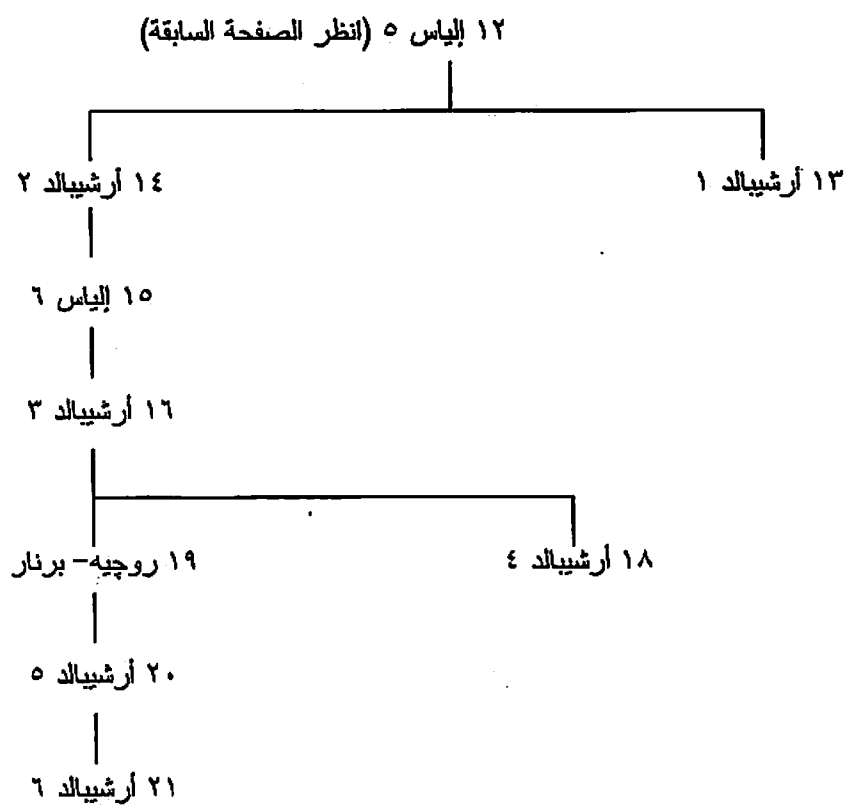 ١٢ إلياس ٥ (انظر الصفحة السابقة)
١٣ أرشيبالد ١
١٤ أرشيبالد ٢
١٥ إلياس ٦
١٦ أرشيبالد ٣
١٨ أرشيبالد ٤
١٩ روجيه- برنار
٢٠ أرشيبالد ٥
٢١ أرشيبالد ٦